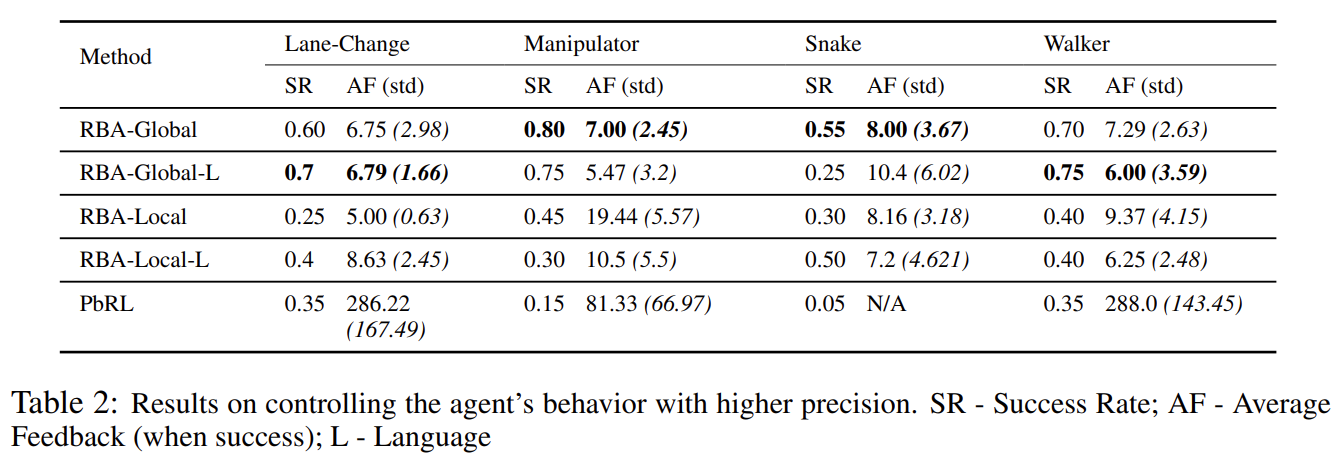 Method Lane-Change Manipulator Snake Walker
SR AF (std) SR AF (std) SR AF (std) SR AF (std)
RBA-Global 0.60 6.75 (2.98) 0.80 7.00 (2.45) 0.55 8.00 (3.67) 0.70 7.29 (2.63)
RBA-Global-L 0.7 6.79 (1.66) 0.75 5.47 (3.2) 0.25 10.4 (6.02) 0.75 6.00 (3.59)
RBA-Local 0.25 5.00 (0.63) 0.45 19.44 (5.57) 0.30 8.16 (3.18) 0.40 9.37 (4.15)
RBA-Local-L 0.4 8.63 (2.45) 0.30 10.5 (5.5) 0.50 7.2 (4.621) 0.40 6.25 (2.48)
PbRL 0.35 286.22 0.15 81.33 (66.97) 0.05 N/A 0.35 288.0 (143.45)
(167.49)
Table 2: Results on controlling the agent's behavior with higher precision. SR - Success Rate; AF - Average
Feedback (when success); L - Language